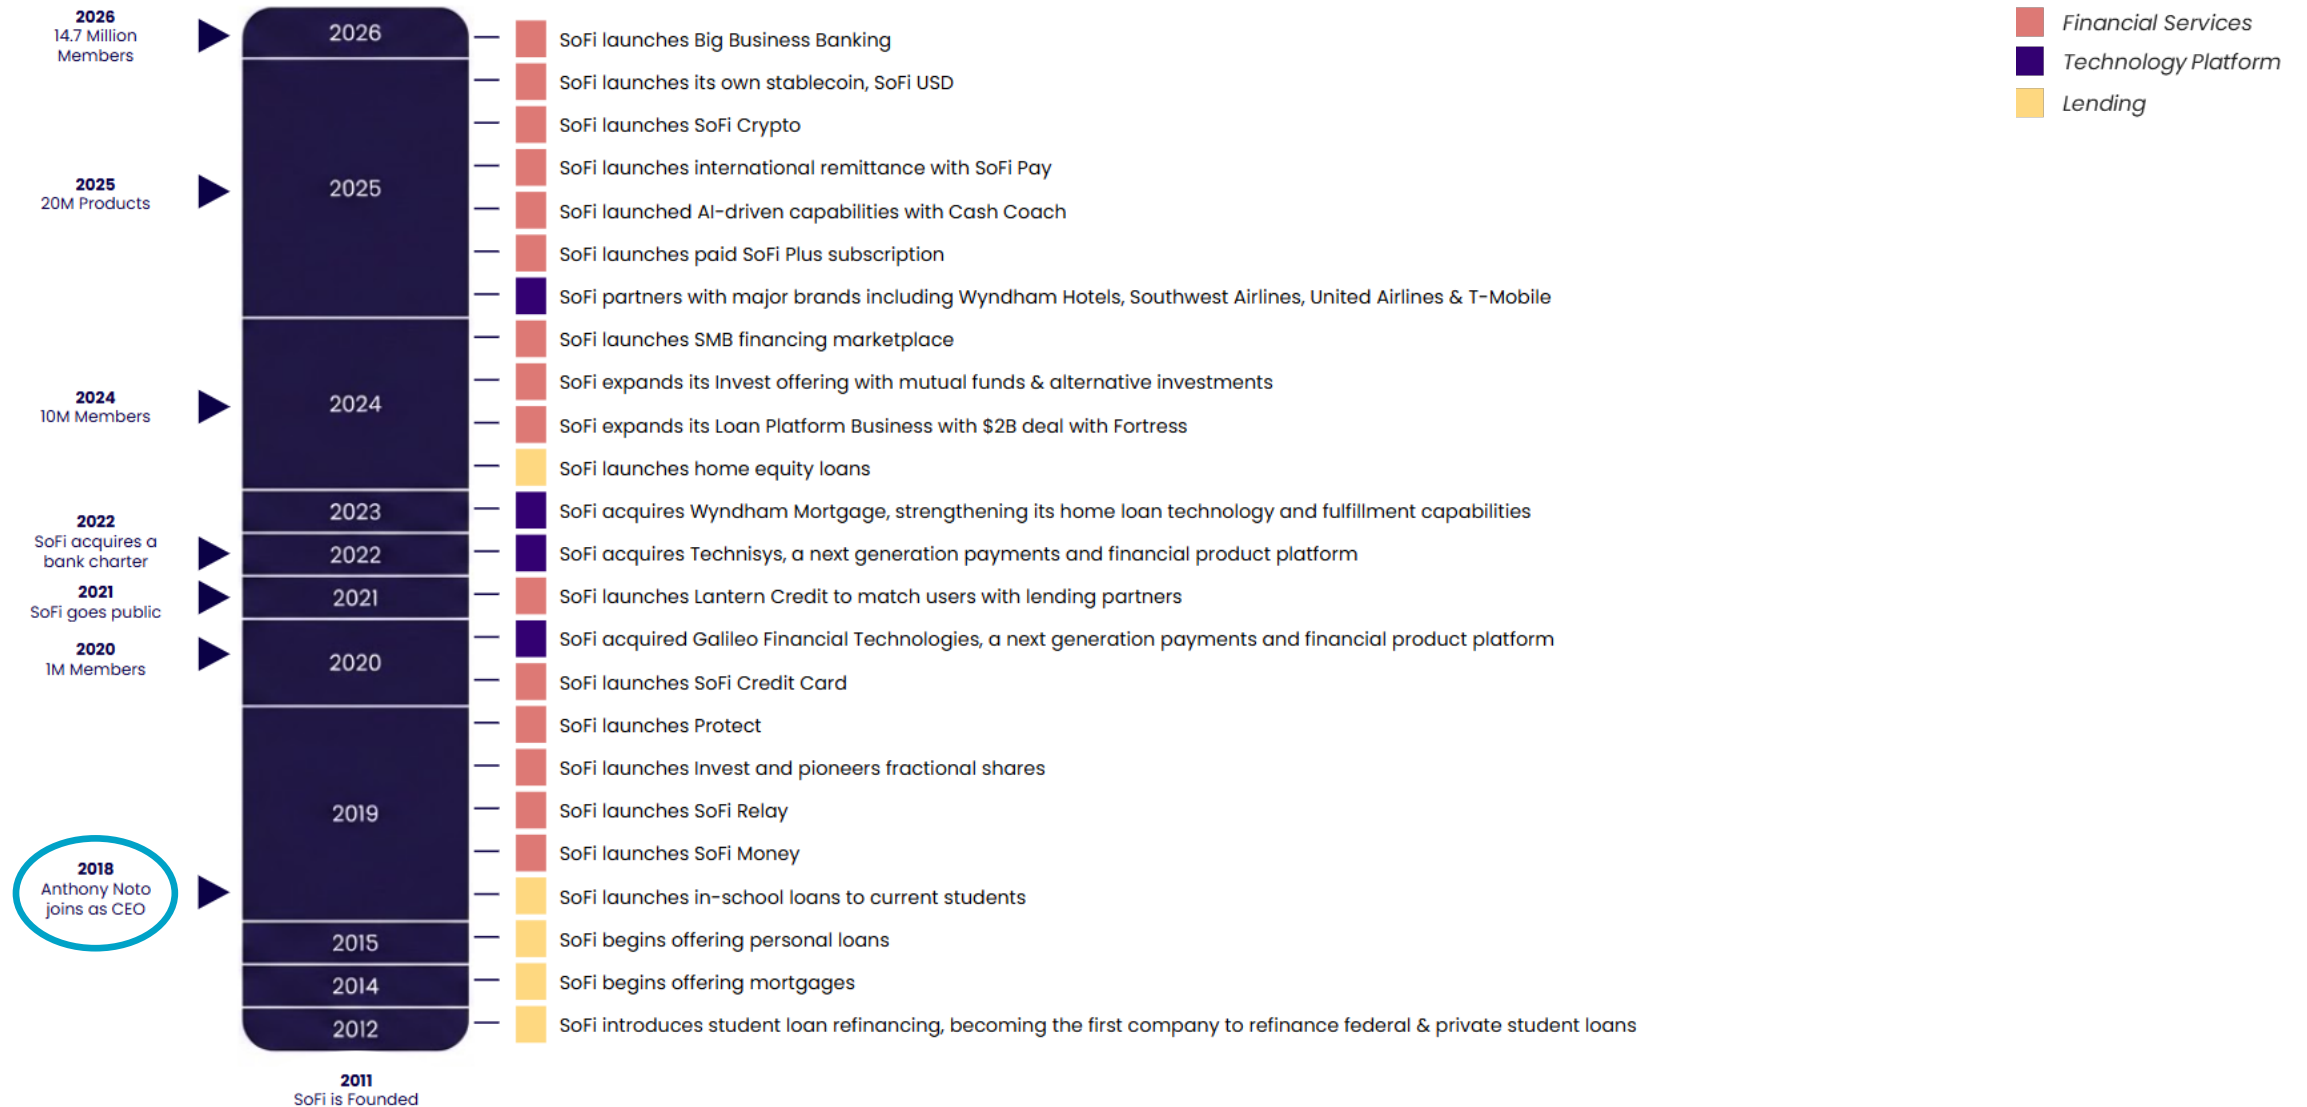 2026
14.7 Million
Members
2025
20M Products
2024
10M Members
2022
SoFi acquires a
bank charter
2021
SoFi goes public
2020
1M Members
2018
Anthony Noto
joins as CEO
2026
2025
2024
2023
2022
2021
2020
2019
2015
2014
2012
2011
SoFi is Founded
SoFi launches Big Business Banking
SoFi launches its own stablecoin, SoFi USD
SoFi launches SoFi Crypto
SoFi launches international remittance with SoFi Pay
SoFi launched AI-driven capabilities with Cash Coach
SoFi launches paid SoFi Plus subscription
SoFi partners with major brands including Wyndham Hotels, Southwest Airlines, United Airlines & T-Mobile
SoFi launches SMB financing marketplace
SoFi expands its Invest offering with mutual funds & alternative investments
SoFi expands its Loan Platform Business with $2B deal with Fortress
SoFi launches home equity loans
SoFi acquires Wyndham Mortgage, strengthening its home loan technology and fulfillment capabilities
SoFi acquires Technisys, a next generation payments and financial product platform
SoFi launches Lantern Credit to match users with lending partners
SoFi acquired Galileo Financial Technologies, a next generation payments and financial product platform
SoFi launches SoFi Credit Card
SoFi launches Protect
SoFi launches Invest and pioneers fractional shares
SoFi launches SoFi Relay
SoFi launches SoFi Money
SoFi launches in-school loans to current students
SoFi begins offering personal loans
SoFi begins offering mortgages
SoFi introduces student loan refinancing, becoming the first company to refinance federal & private student loans
Financial Services
Technology Platform
Lending